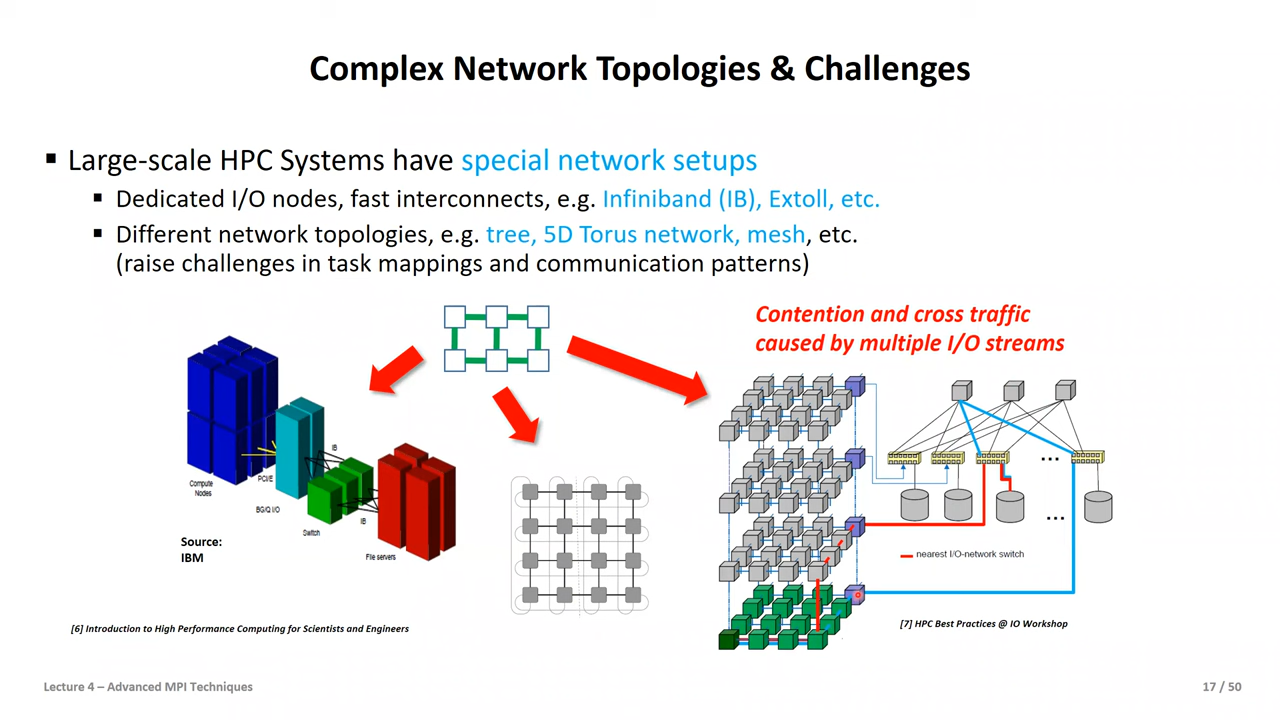 Complex Network Topologies & Challenges
▪ Large-scale HPC Systems have special network setups
▪ Dedicated I/O nodes, fast interconnects, e.g. Infiniband (IB), Extoll, etc.
▪ Different network topologies, e.g. tree, 5D Torus network, mesh, etc.
(raise challenges in task mappings and communication patterns)
Contention and cross traffic
caused by multiple I/O streams
Compute
Nodes
PCI/E
BG/Q I/O
IB
Switch
IB
File servers
Source:
IBM
...
...
nearest I/O-network switch
[6] Introduction to High Performance Computing for Scientists and Engineers
[7] HPC Best Practices @ IO Workshop
Lecture 4 – Advanced MPI Techniques
17 / 50